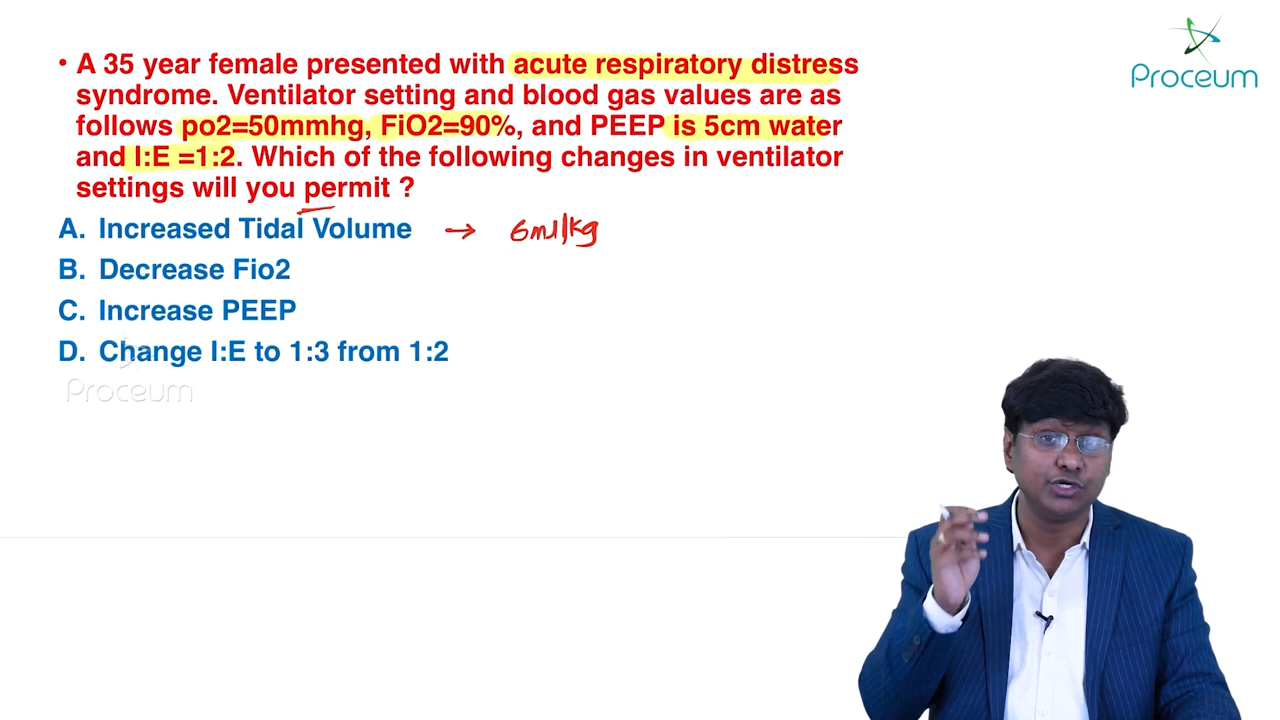 Proceum
• A 35 year female presented with acute respiratory distress
syndrome. Ventilator setting and blood gas values are as
follows po2=50mmhg, FiO2=90%, and PEEP is 5cm water
and I:E =1:2. Which of the following changes in ventilator
settings will you permit ?
A. Increased Tidal Volume → 6ml/kg
B. Decrease Fio2
C. Increase PEEP
D. Change I:E to 1:3 from 1:2
Proceum